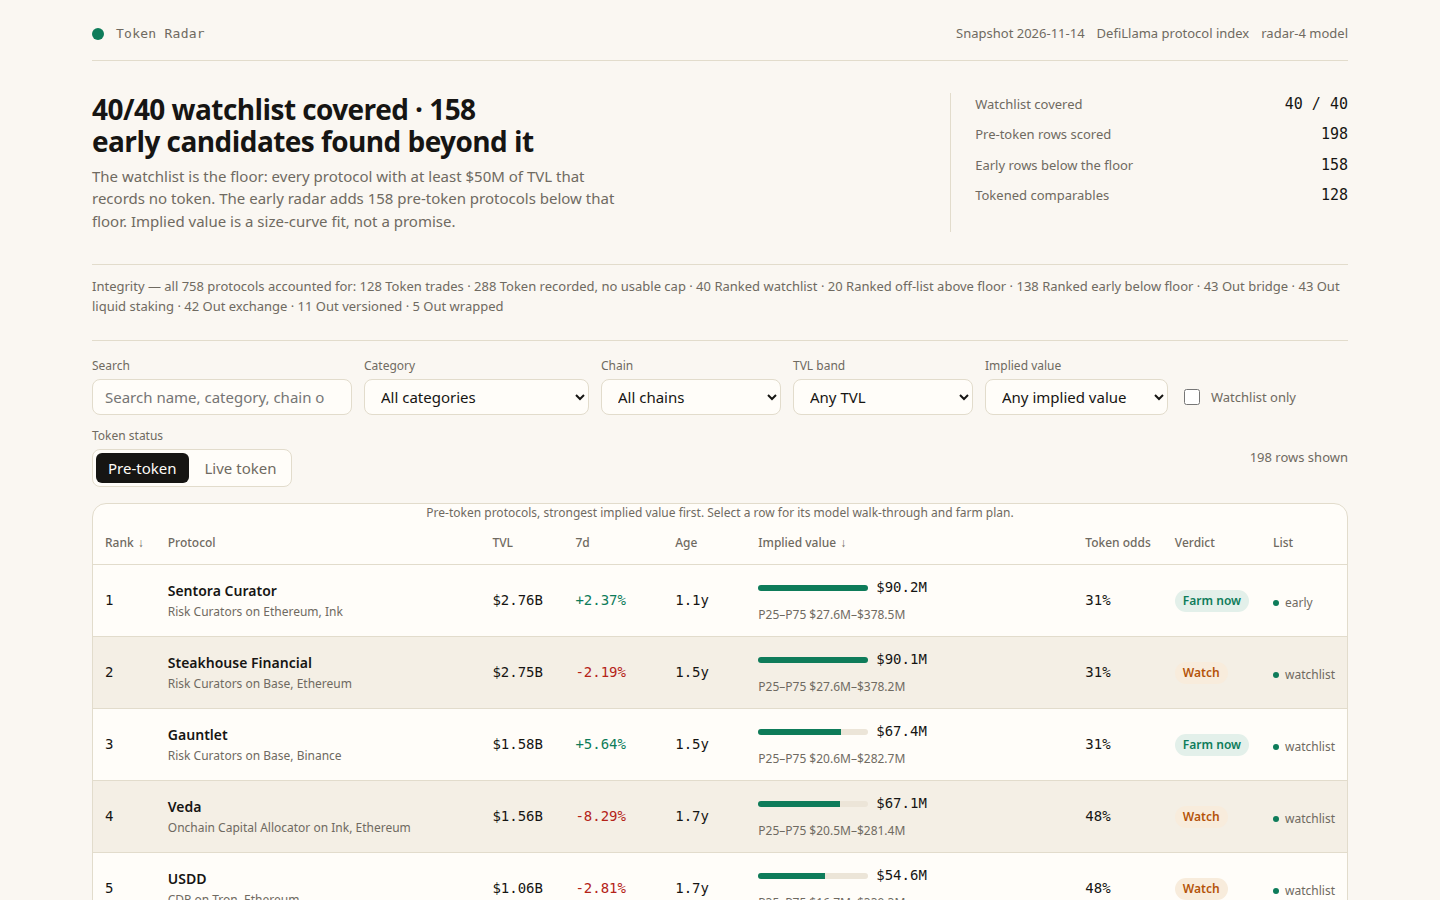 Token Radar
Snapshot 2026-11-14 DefiLlama protocol index radar-4 model
40/40 watchlist covered · 158
early candidates found beyond it
The watchlist is the floor: every protocol with at least $50M of TVL that
records no token. The early radar adds 158 pre-token protocols below that
floor. Implied value is a size-curve fit, not a promise.
Watchlist covered 40 / 40
Pre-token rows scored 198
Early rows below the floor 158
Tokened comparables 128
Integrity — all 758 protocols accounted for: 128 Token trades · 288 Token recorded, no usable cap · 40 Ranked watchlist · 20 Ranked off-list above floor · 138 Ranked early below floor · 43 Out bridge · 43 Out
liquid staking · 42 Out exchange · 11 Out versioned · 5 Out wrapped
Search Category Chain TVL band Implied value
Search name, category, chain o All categories All chains Any TVL Any implied value Watchlist only
Token status
Pre-token Live token 198 rows shown
Pre-token protocols, strongest implied value first. Select a row for its model walk-through and farm plan.
Rank ↓ Protocol TVL 7d Age Implied value ↓ Token odds Verdict List
1 Sentora Curator $2.76B +2.37% 1.1y $90.2M 31% Farm now early
Risk Curators on Ethereum, Ink P25–P75 $27.6M–$378.5M
2 Steakhouse Financial $2.75B -2.19% 1.5y $90.1M 31% Watch watchlist
Risk Curators on Base, Ethereum P25–P75 $27.6M–$378.2M
3 Gauntlet $1.58B +5.64% 1.5y $67.4M 31% Farm now watchlist
Risk Curators on Base, Binance P25–P75 $20.6M–$282.7M
4 Veda $1.56B -8.29% 1.7y $67.1M 48% Watch watchlist
Onchain Capital Allocator on Ink, Ethereum P25–P75 $20.5M–$281.4M
5 USDD $1.06B -2.81% 1.7y $54.6M 48% Watch watchlist
CDP on Tron, Ethereum